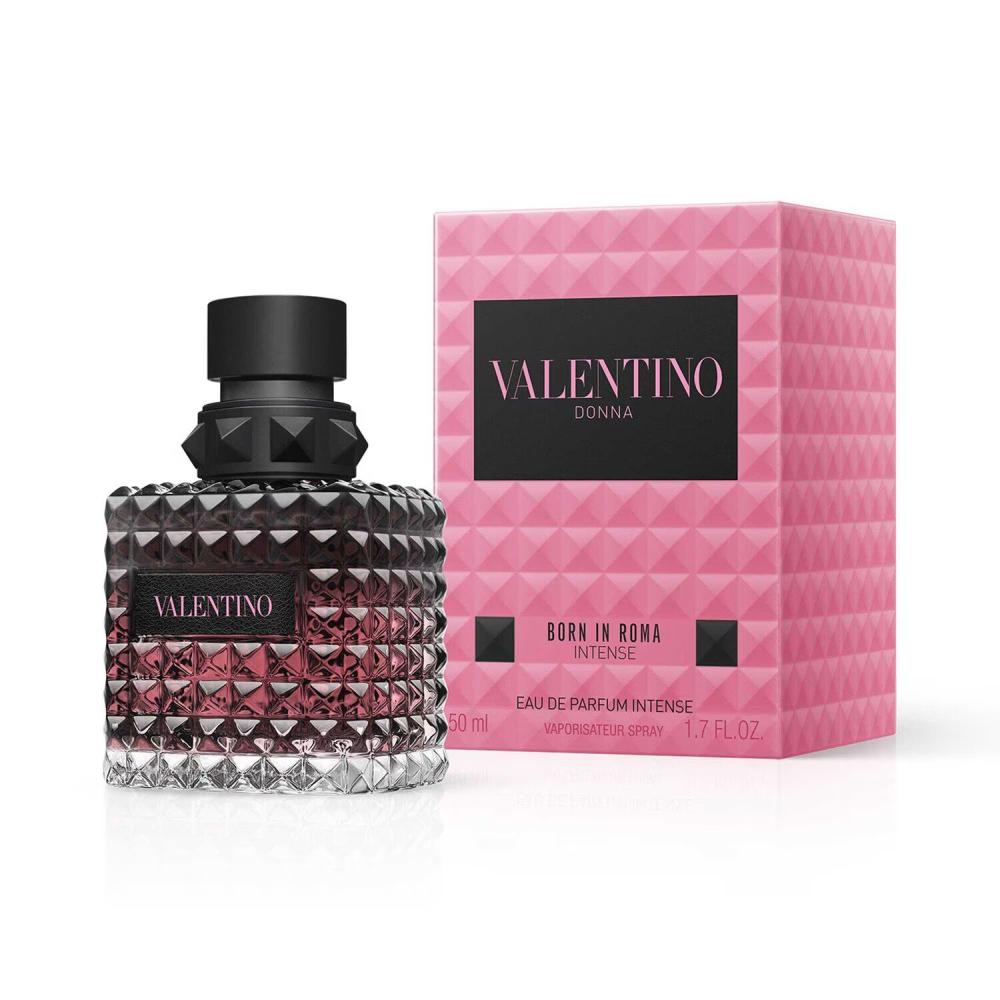 VALENTINO
VALENTINO
DONNA
BORN IN ROMA
INTENSE
EAU DE PARFUM INTENSE
50 ml VAPORISATEUR SPRAY 1.7 FL.OZ.